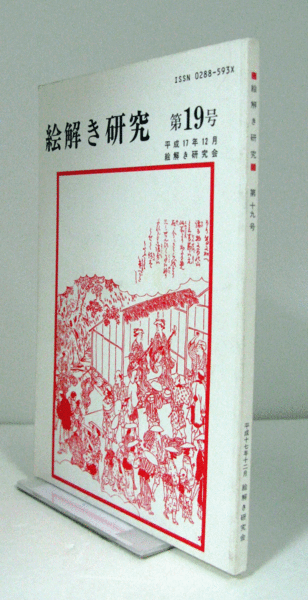 ISSN 0288-593X
絵解き研究
第19号
平成17年12月
絵解き研究会
絵解き研究
第十九号
平成十七年十二月
絵解き研究会